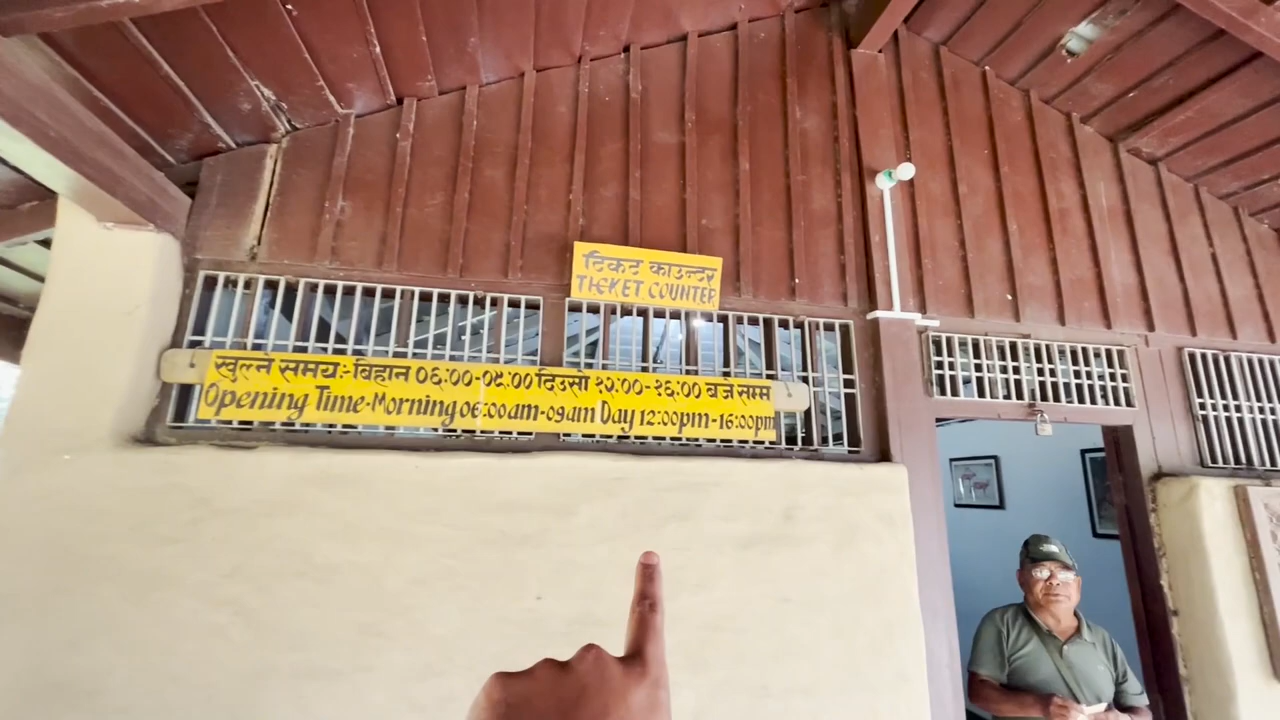 टिकट काउन्टर
TICKET COUNTER
खुल्ने समय:- बिहान ०६.००-०९.०० दिउसो १२.००-१६.०० बजे सम्म
Opening Time-Morning 06:00am-09am Day 12:00pm-16:00pm